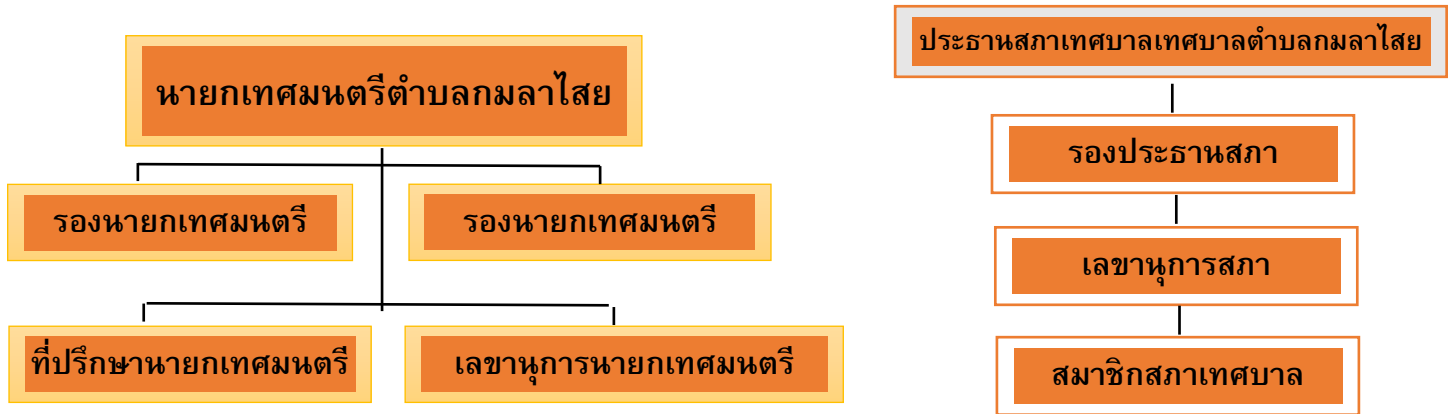 นายกเทศมนตรีตำบลกมลาไสย
รองนายกเทศมนตรี
รองนายกเทศมนตรี
ที่ปรึกษานายกเทศมนตรี
เลขานุการนายกเทศมนตรี
ประธานสภาเทศบาลเทศบาลตำบลกมลาไสย
รองประธานสภา
เลขานุการสภา
สมาชิกสภาเทศบาล